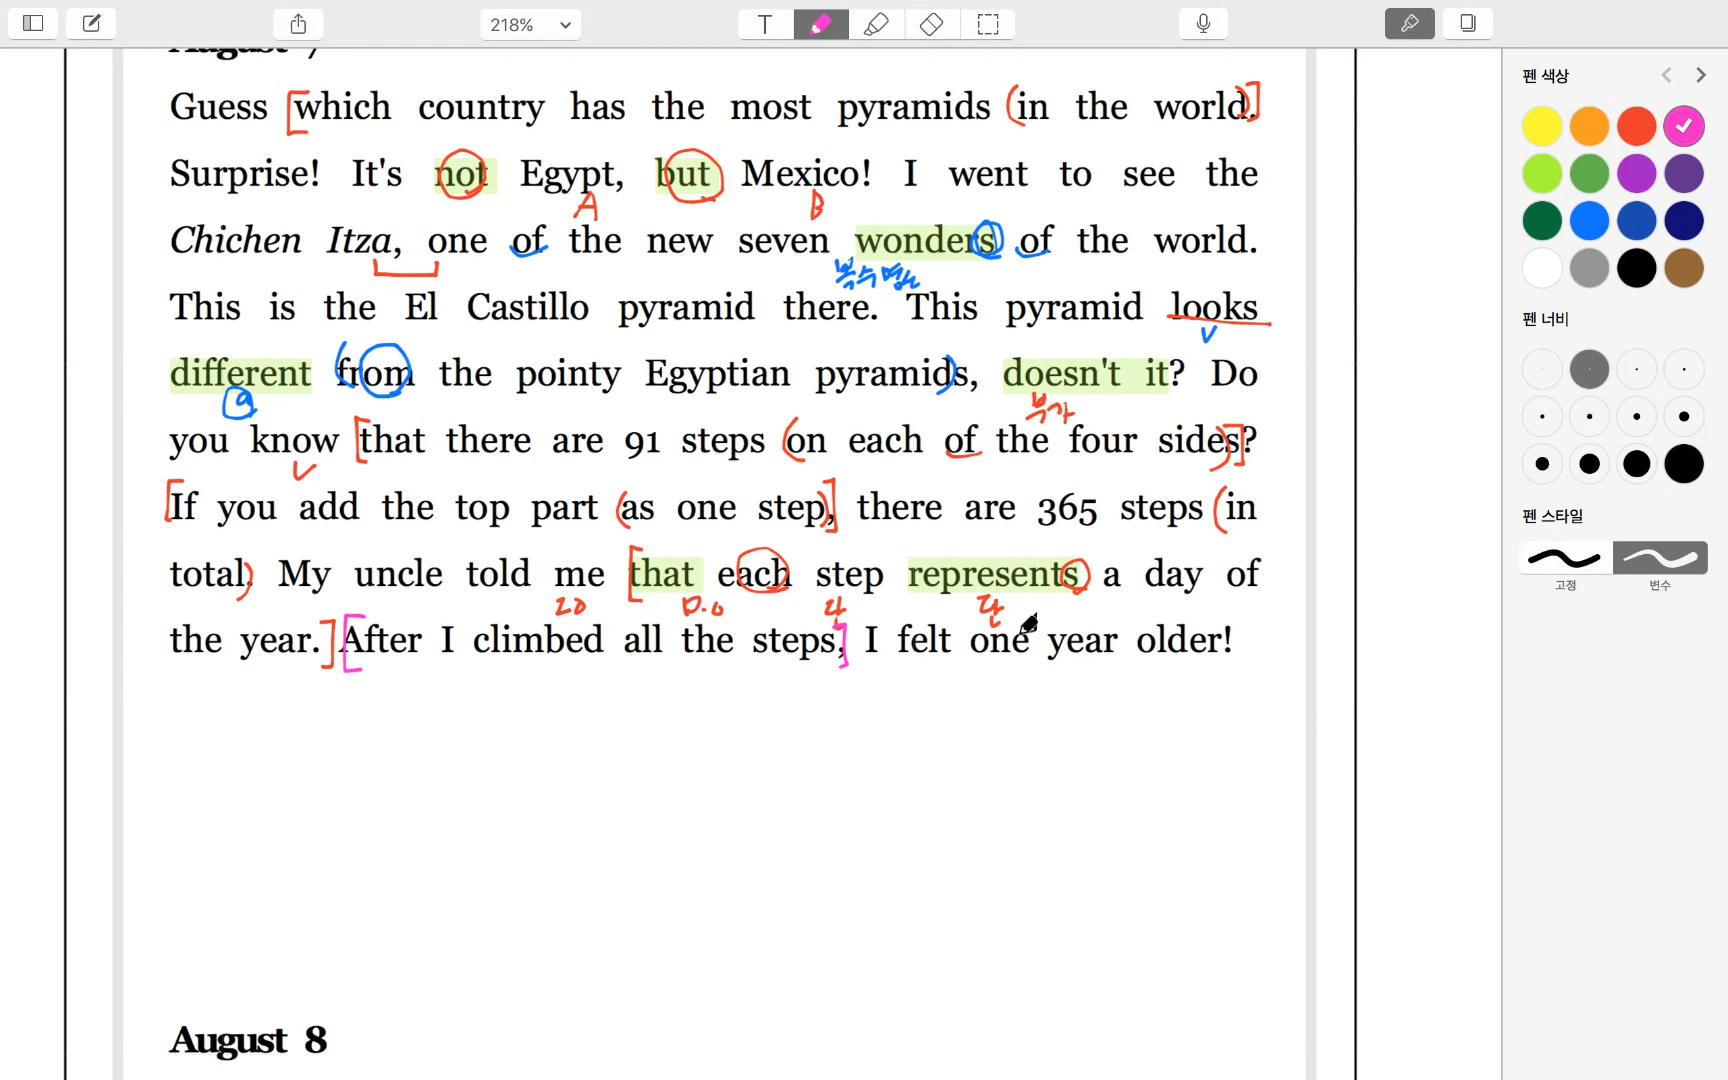 218%
T
펜 색상
August 7
Guess [which country has the most pyramids (in the world.)]
Surprise! It's not Egypt, but Mexico! I went to see the
A B
Chichen Itza, one of the new seven wonders of the world.
복수명사
This is the El Castillo pyramid there. This pyramid looks
V
different (from the pointy Egyptian pyramids), doesn't it? Do
a 부가
you know [that there are 91 steps (on each of the four sides)]?
V
[If you add the top part (as one step,)] there are 365 steps (in
total.) My uncle told me [that each step represents a day of
I.O D.O 단 단
the year.] [After I climbed all the steps,] I felt one year older!
August 8
펜 너비
펜 스타일
고정
변수